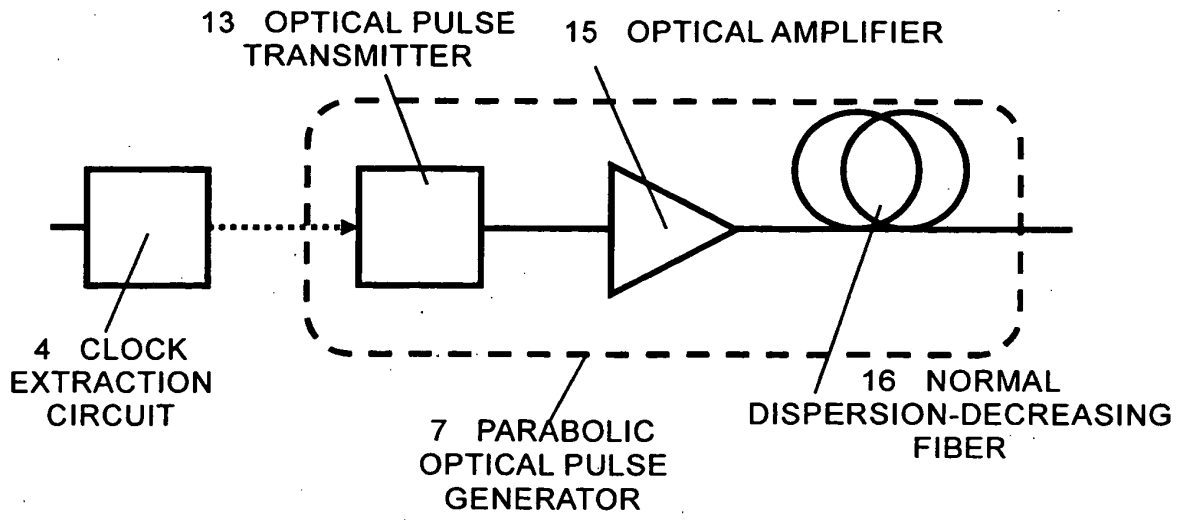 13 OPTICAL PULSE
TRANSMITTER
15 OPTICAL AMPLIFIER
4 CLOCK
EXTRACTION
CIRCUIT
16 NORMAL
DISPERSION-DECREASING
FIBER
7 PARABOLIC
OPTICAL PULSE
GENERATOR